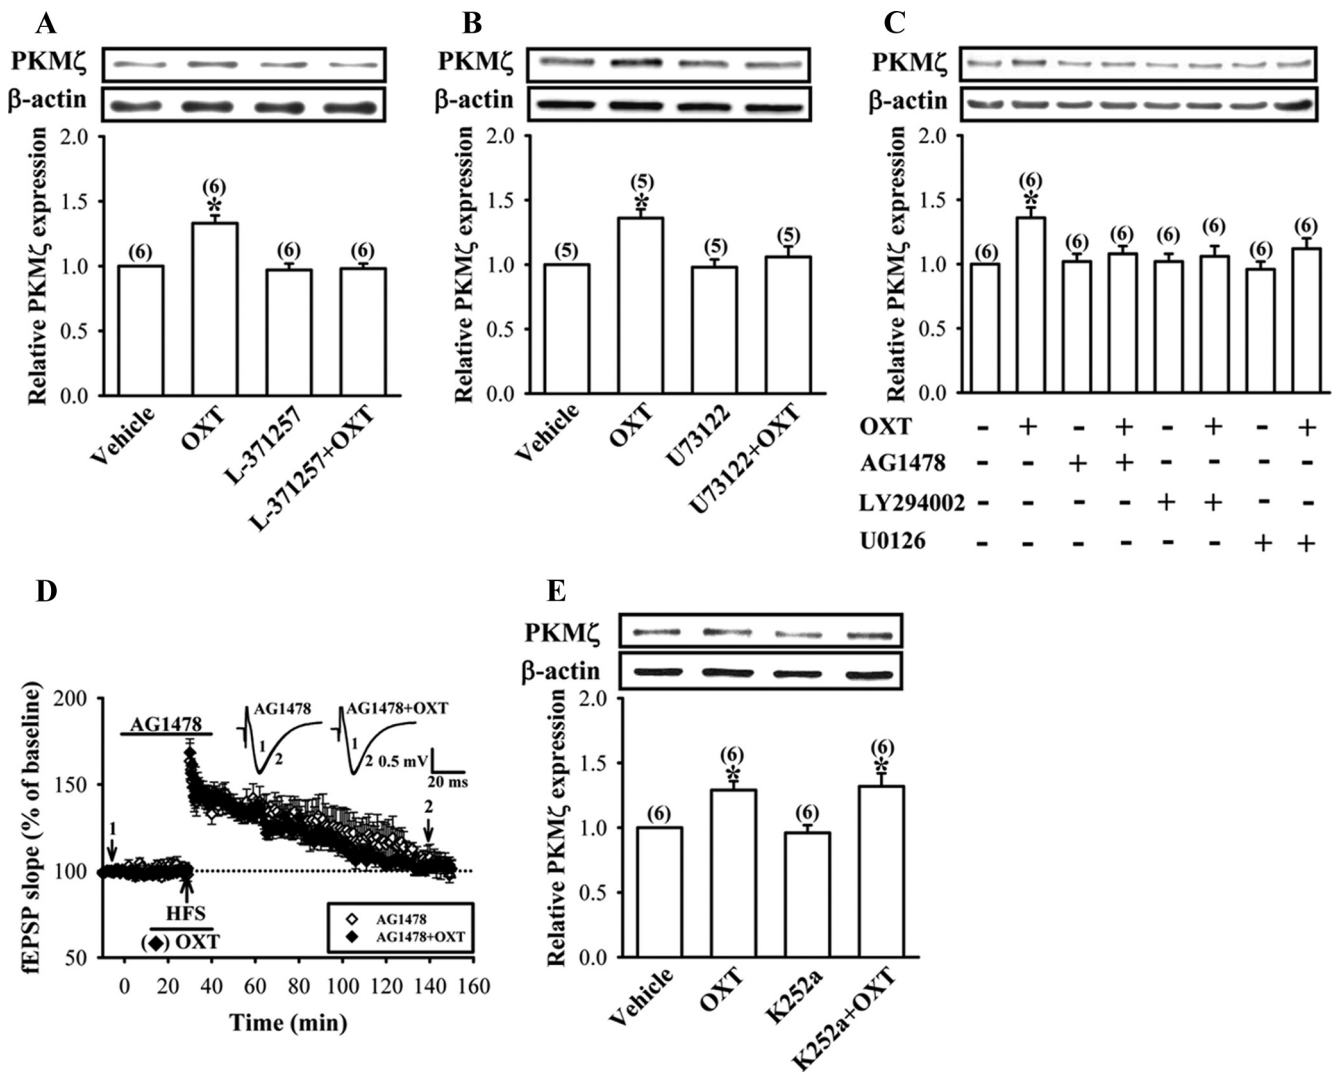 A
PKMζ
β-actin
Relative PKMζ expression
2.0
1.5
1.0
0.5
0.0
(6)
(6)
*
(6)
(6)
Vehicle
OXT
L-371257
L-371257+OXT
B
PKMζ
β-actin
Relative PKMζ expression
2.0
1.5
1.0
0.5
0.0
(5)
(5)
*
(5)
(5)
Vehicle
OXT
U73122
U73122+OXT
C
PKMζ
β-actin
Relative PKMζ expression
2.0
1.5
1.0
0.5
0.0
(6)
(6)
*
(6)
(6)
(6)
(6)
(6)
(6)
OXT - + - + - + - +
AG1478 - - + + - - - -
LY294002 - - - - + + - -
U0126 - - - - - - + +
D
fEPSP slope (% of baseline)
200
150
100
50
AG1478
AG1478
AG1478+OXT
1
2
1
2
0.5 mV
20 ms
1
2
HFS
(◆) OXT
◇ AG1478
◆ AG1478+OXT
0 20 40 60 80 100 120 140 160
Time (min)
E
PKMζ
β-actin
Relative PKMζ expression
2.0
1.5
1.0
0.5
0.0
(6)
(6)
*
(6)
(6)
*
Vehicle
OXT
K252a
K252a+OXT